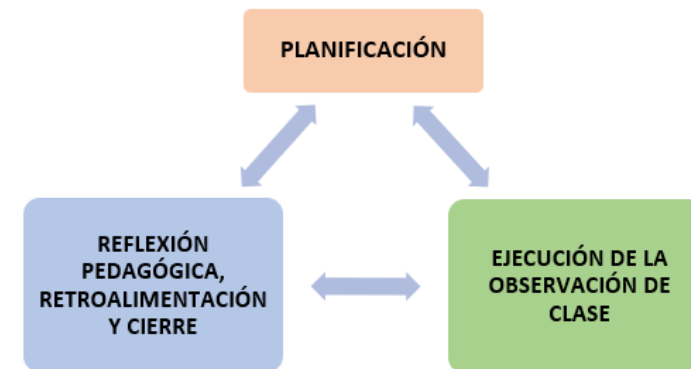 PLANIFICACIÓN
REFLEXIÓN
PEDAGÓGICA,
RETROALIMENTACIÓN
Y CIERRE
EJECUCIÓN DE LA
OBSERVACIÓN DE
CLASE